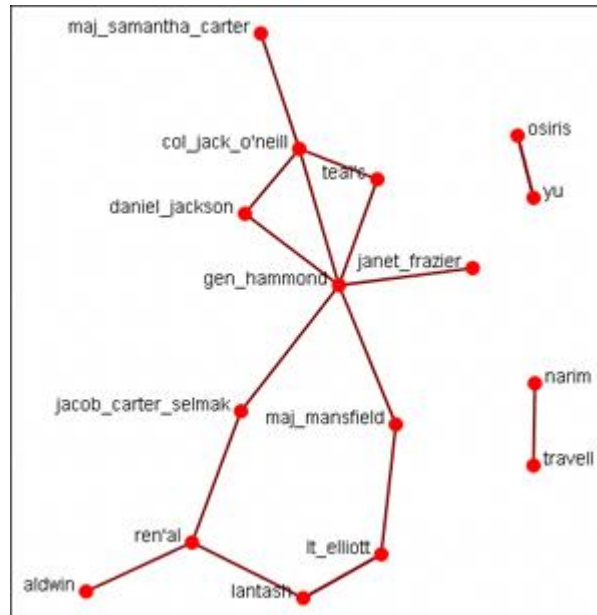 maj_samantha_carter
osiris
col_jack_o'neill
teal'c
yu
daniel_jackson
janet_frazier
gen_hammond
narim
jacob_carter_selmak
maj_mansfield
travell
ren'al
lt_elliott
aldwin
lantash